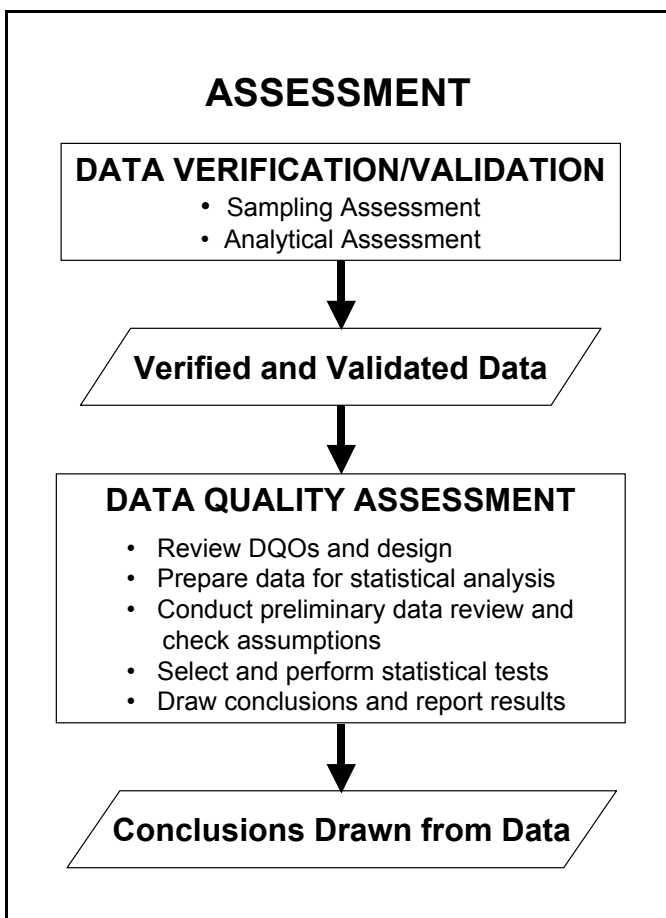 ASSESSMENT
DATA VERIFICATION/VALIDATION
• Sampling Assessment
• Analytical Assessment
Verified and Validated Data
DATA QUALITY ASSESSMENT
• Review DQOs and design
• Prepare data for statistical analysis
• Conduct preliminary data review and
check assumptions
• Select and perform statistical tests
• Draw conclusions and report results
Conclusions Drawn from Data